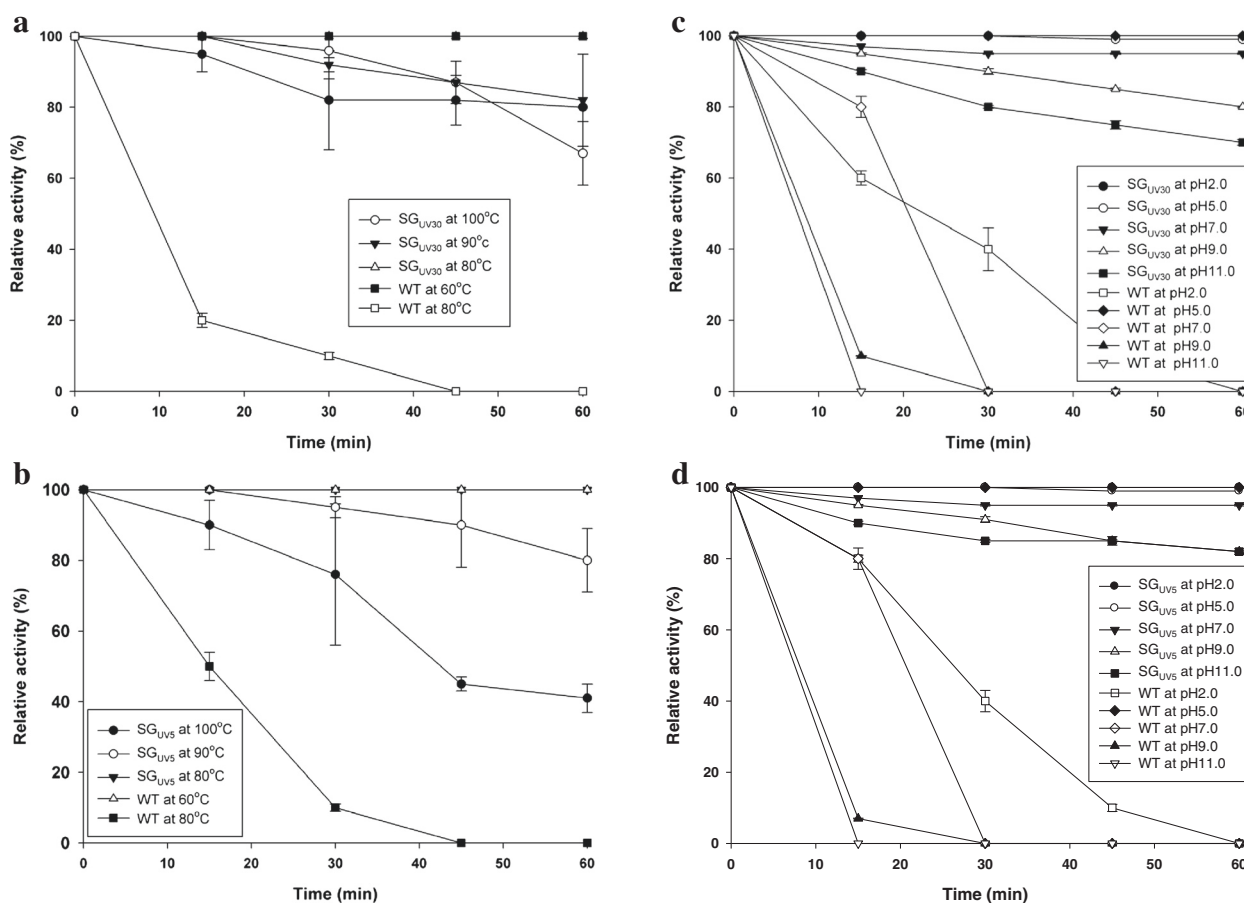 a
Relative activity (%)
100
80
60
40
20
0
SG_UV30 at 100°C
SG_UV30 at 90°c
SG_UV30 at 80°C
WT at 60°C
WT at 80°C
0 10 20 30 40 50 60
Time (min)
c
Relative activity (%)
100
80
60
40
20
0
SG_UV30 at pH2.0
SG_UV30 at pH5.0
SG_UV30 at pH7.0
SG_UV30 at pH9.0
SG_UV30 at pH11.0
WT at pH2.0
WT at pH5.0
WT at pH7.0
WT at pH9.0
WT at pH11.0
0 10 20 30 40 50 60
Time (min)
b
Relative activity (%)
100
80
60
40
20
0
SG_UV5 at 100°C
SG_UV5 at 90°C
SG_UV5 at 80°C
WT at 60°C
WT at 80°C
0 10 20 30 40 50 60
Time (min)
d
Relative activity (%)
100
80
60
40
20
0
SG_UV5 at pH2.0
SG_UV5 at pH5.0
SG_UV5 at pH7.0
SG_UV5 at pH9.0
SG_UV5 at pH11.0
WT at pH2.0
WT at pH5.0
WT at pH7.0
WT at pH9.0
WT at pH11.0
0 10 20 30 40 50 60
Time (min)